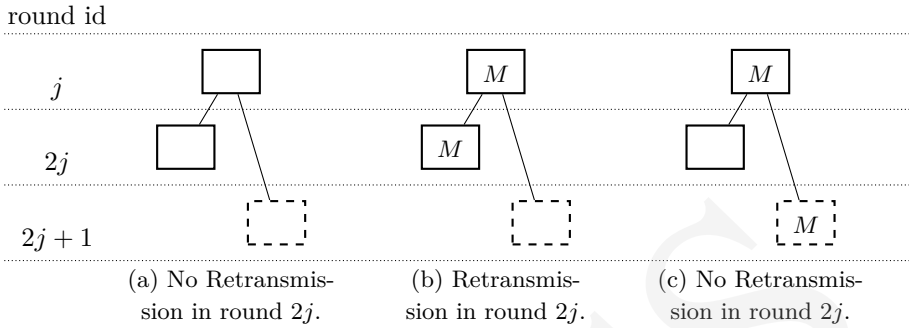 round id
j
M
M
2j
M
2j + 1
M
(a) No Retransmis-
sion in round 2j.
(b) Retransmis-
sion in round 2j.
(c) No Retransmis-
sion in round 2j.